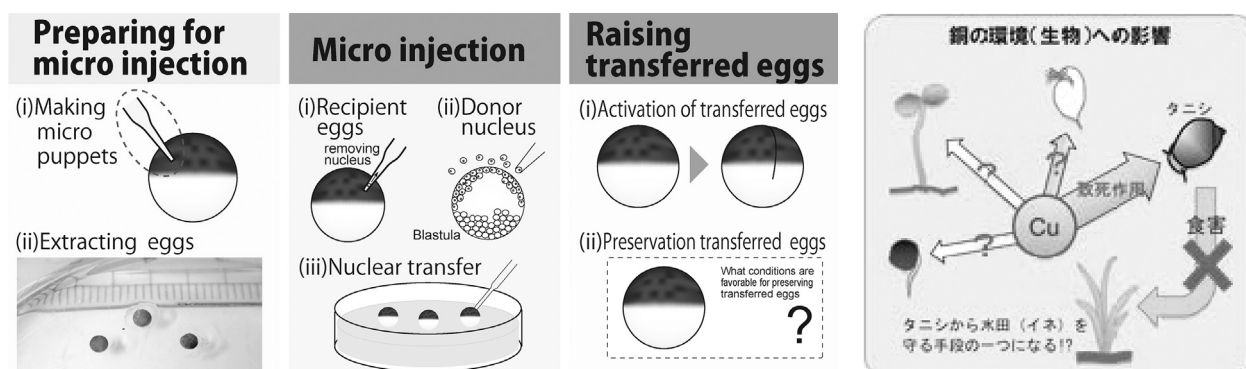 Preparing for
micro injection
(i)Making
micro
puppets
(ii)Extracting eggs
Micro injection
(i)Recipient
eggs
removing
nucleus
(ii)Donor
nucleus
Blastula
(iii)Nuclear transfer
Raising
transferred eggs
(i)Activation of transferred eggs
(ii)Preservation transferred eggs
What conditions are
favorable for preserving
transferred eggs
?
銅の環境(生物)への影響
タニシ
?
?
致死作用
Cu
?
食害
タニシから水田(イネ)を
守る手段の一つになる!?